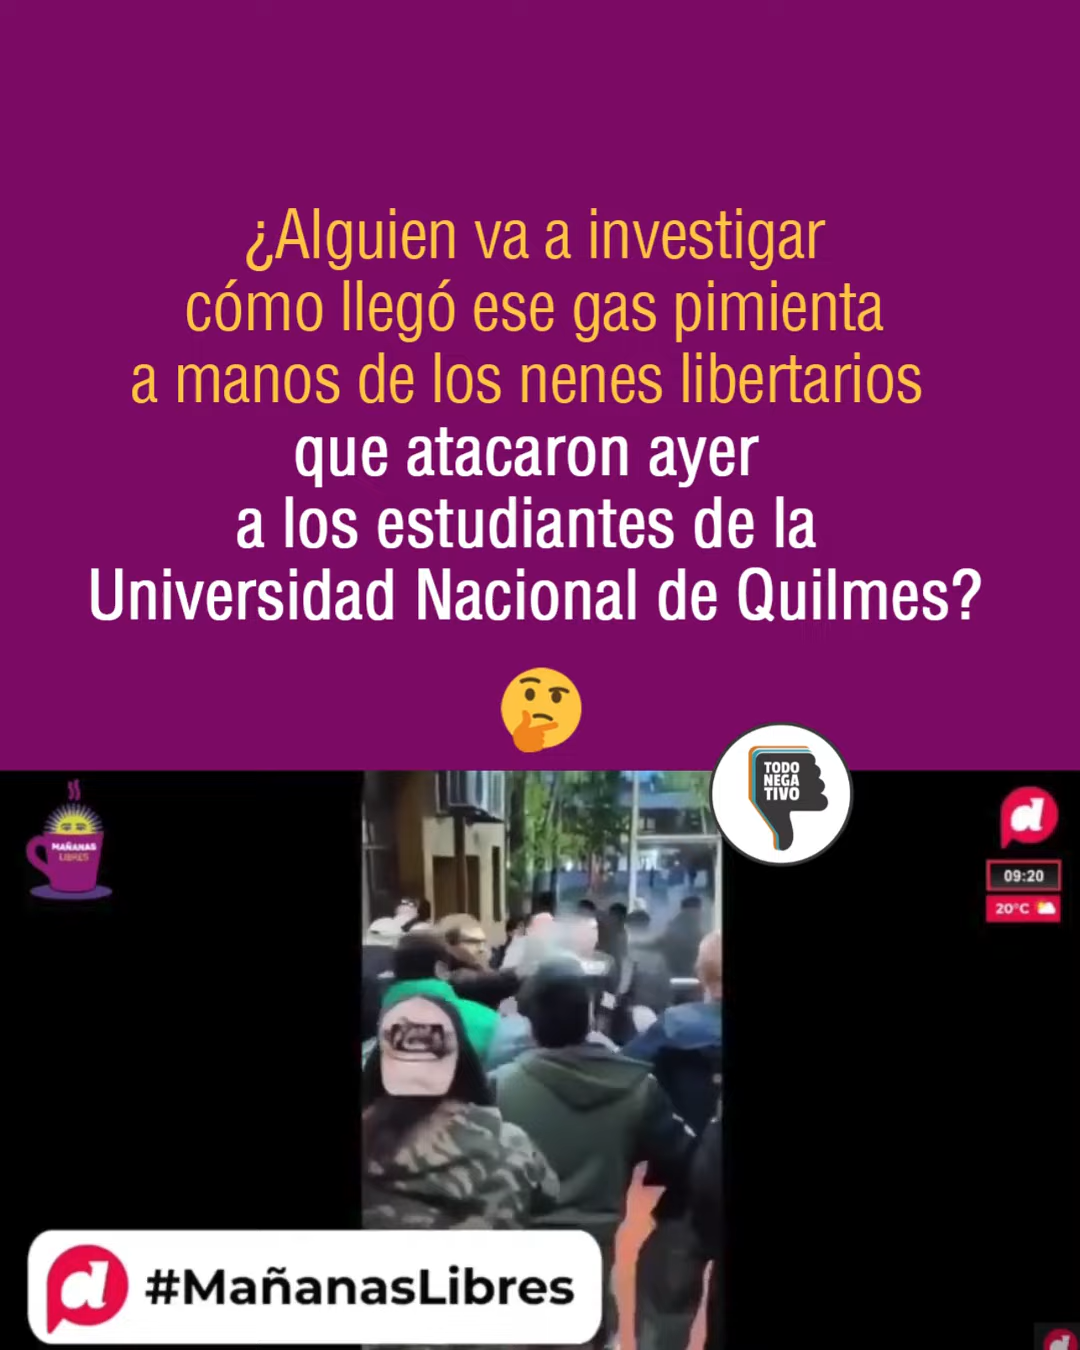 ¿Alguien va a investigar
cómo llegó ese gas pimienta
a manos de los nenes libertarios
que atacaron ayer
a los estudiantes de la
Universidad Nacional de Quilmes?
TODO
NEGA
TIVO
MAÑANAS
LIBRES
d
09:20
20°C
d #MañanasLibres
d